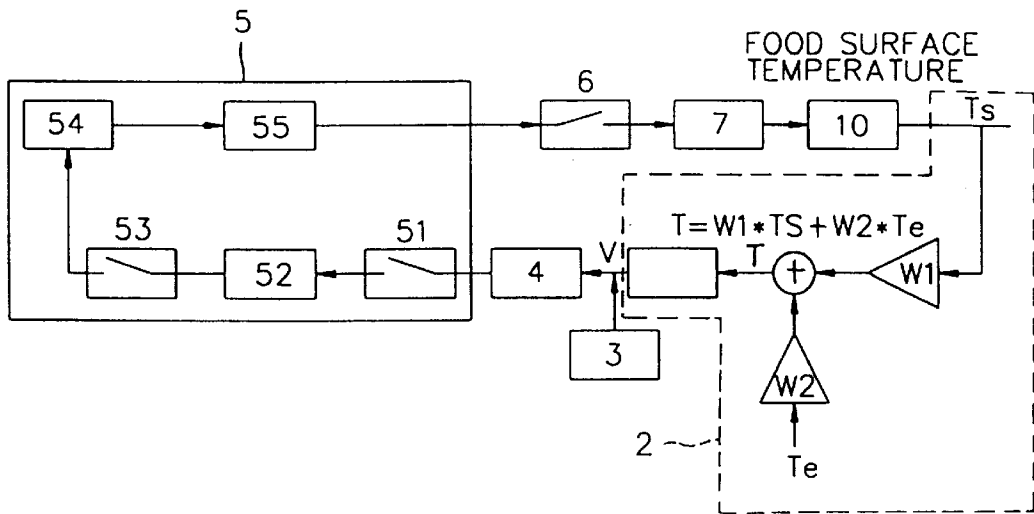 5
FOOD SURFACE
TEMPERATURE
6
54
55
7
10
Ts
53
51
T=W1*TS+W2*Te
V
T
52
4
+
W1
3
W2
2
Te